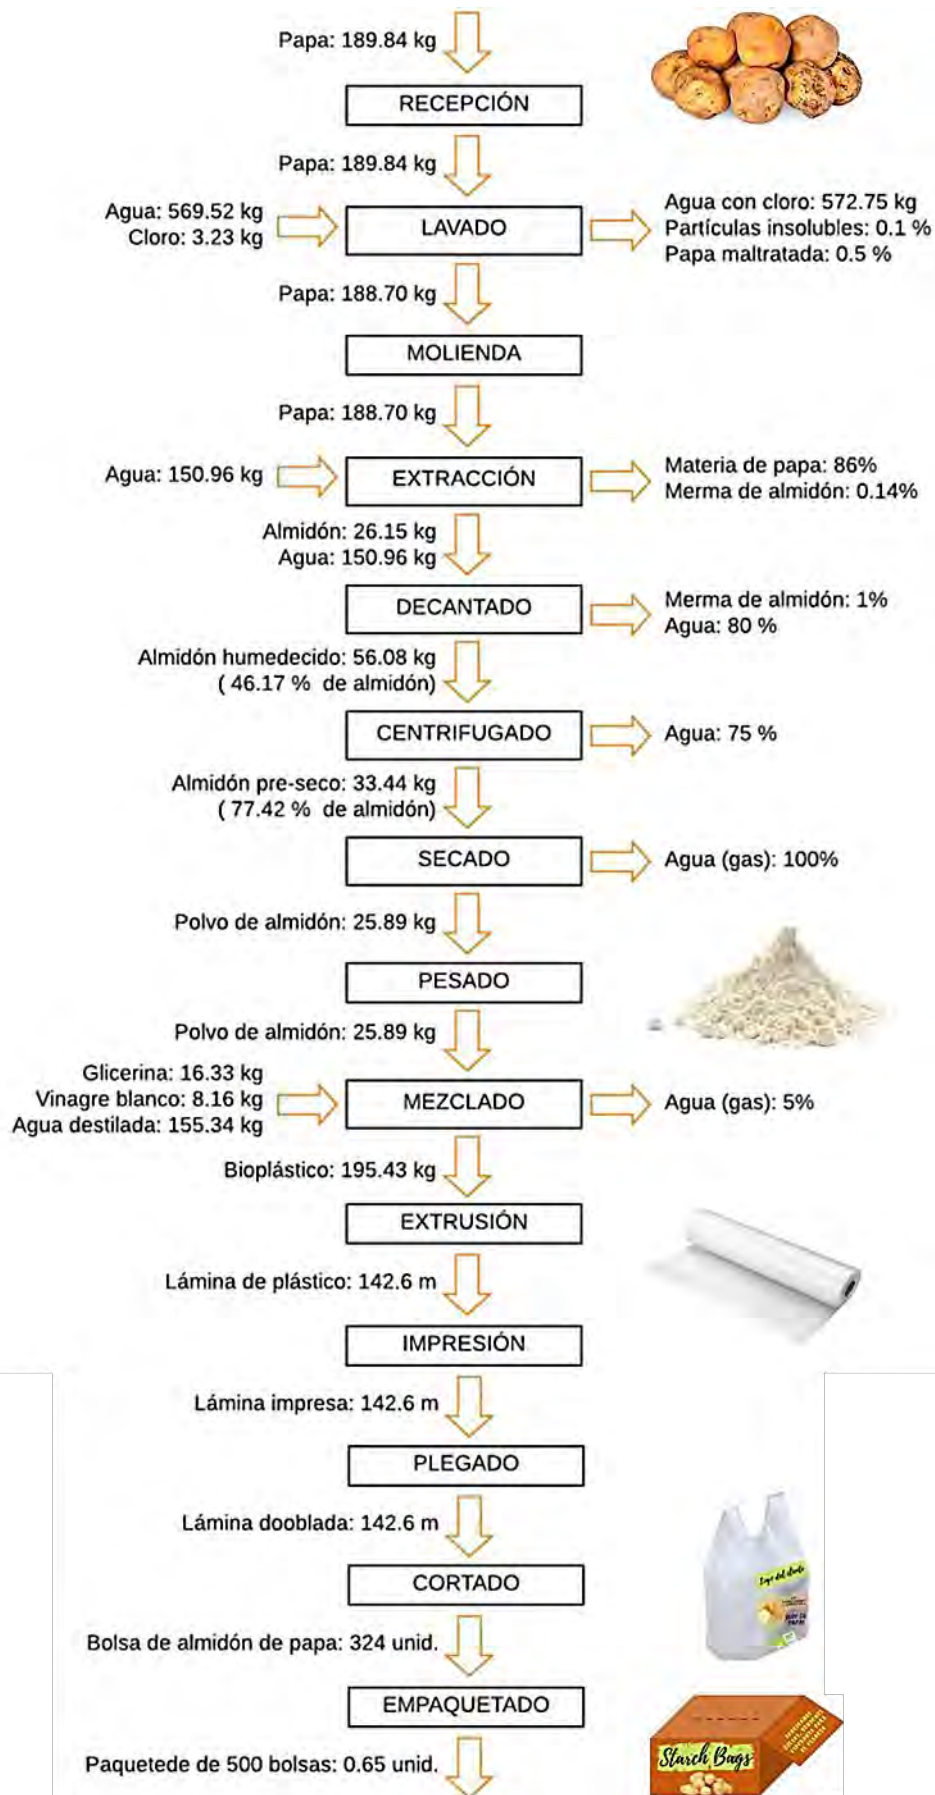 Papa: 189.84 kg
RECEPCIÓN
Papa: 189.84 kg
Agua: 569.52 kg
Cloro: 3.23 kg
LAVADO
Agua con cloro: 572.75 kg
Partículas insolubles: 0.1 %
Papa maltratada: 0.5 %
Papa: 188.70 kg
MOLIENDA
Papa: 188.70 kg
Agua: 150.96 kg
EXTRACCIÓN
Materia de papa: 86%
Merma de almidón: 0.14%
Almidón: 26.15 kg
Agua: 150.96 kg
DECANTADO
Merma de almidón: 1%
Agua: 80 %
Almidón humedecido: 56.08 kg
( 46.17 % de almidón)
CENTRIFUGADO
Agua: 75 %
Almidón pre-seco: 33.44 kg
( 77.42 % de almidón)
SECADO
Agua (gas): 100%
Polvo de almidón: 25.89 kg
PESADO
Polvo de almidón: 25.89 kg
Glicerina: 16.33 kg
Vinagre blanco: 8.16 kg
Agua destilada: 155.34 kg
MEZCLADO
Agua (gas): 5%
Bioplástico: 195.43 kg
EXTRUSIÓN
Lámina de plástico: 142.6 m
IMPRESIÓN
Lámina impresa: 142.6 m
PLEGADO
Lámina dooblada: 142.6 m
CORTADO
Logo del cliente
Bolsa de almidón de papa: 324 unid.
EMPAQUETADO
Starch Bags
Paquetede de 500 bolsas: 0.65 unid.